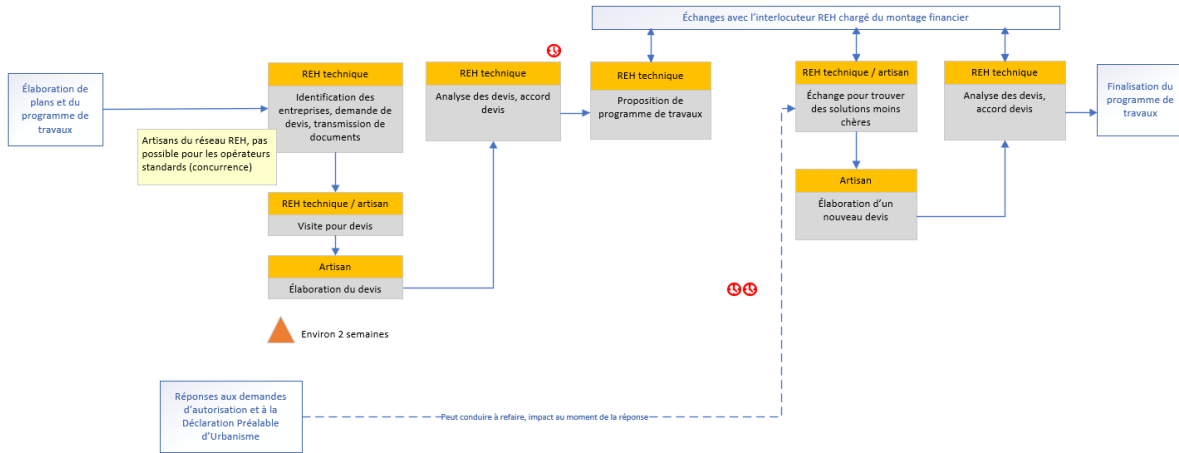 Échanges avec l'interlocuteur REH chargé du montage financier
Élaboration de
plans et du
programme de
travaux
REH technique
Identification des
entreprises, demande de
devis, transmission de
documents
Artisans du réseau REH, pas
possible pour les opérateurs
standards (concurrence)
REH technique / artisan
Visite pour devis
Artisan
Élaboration du devis
Environ 2 semaines
REH technique
Analyse des devis, accord
devis
REH technique
Proposition de
programme de travaux
REH technique / artisan
Échange pour trouver
des solutions moins
chères
Artisan
Élaboration d'un
nouveau devis
REH technique
Analyse des devis, accord
devis
Finalisation du
programme de
travaux
Réponses aux demandes
d'autorisation et à la
Déclaration Préalable
d'Urbanisme
Peut conduire à refaire, impact au moment de la réponse